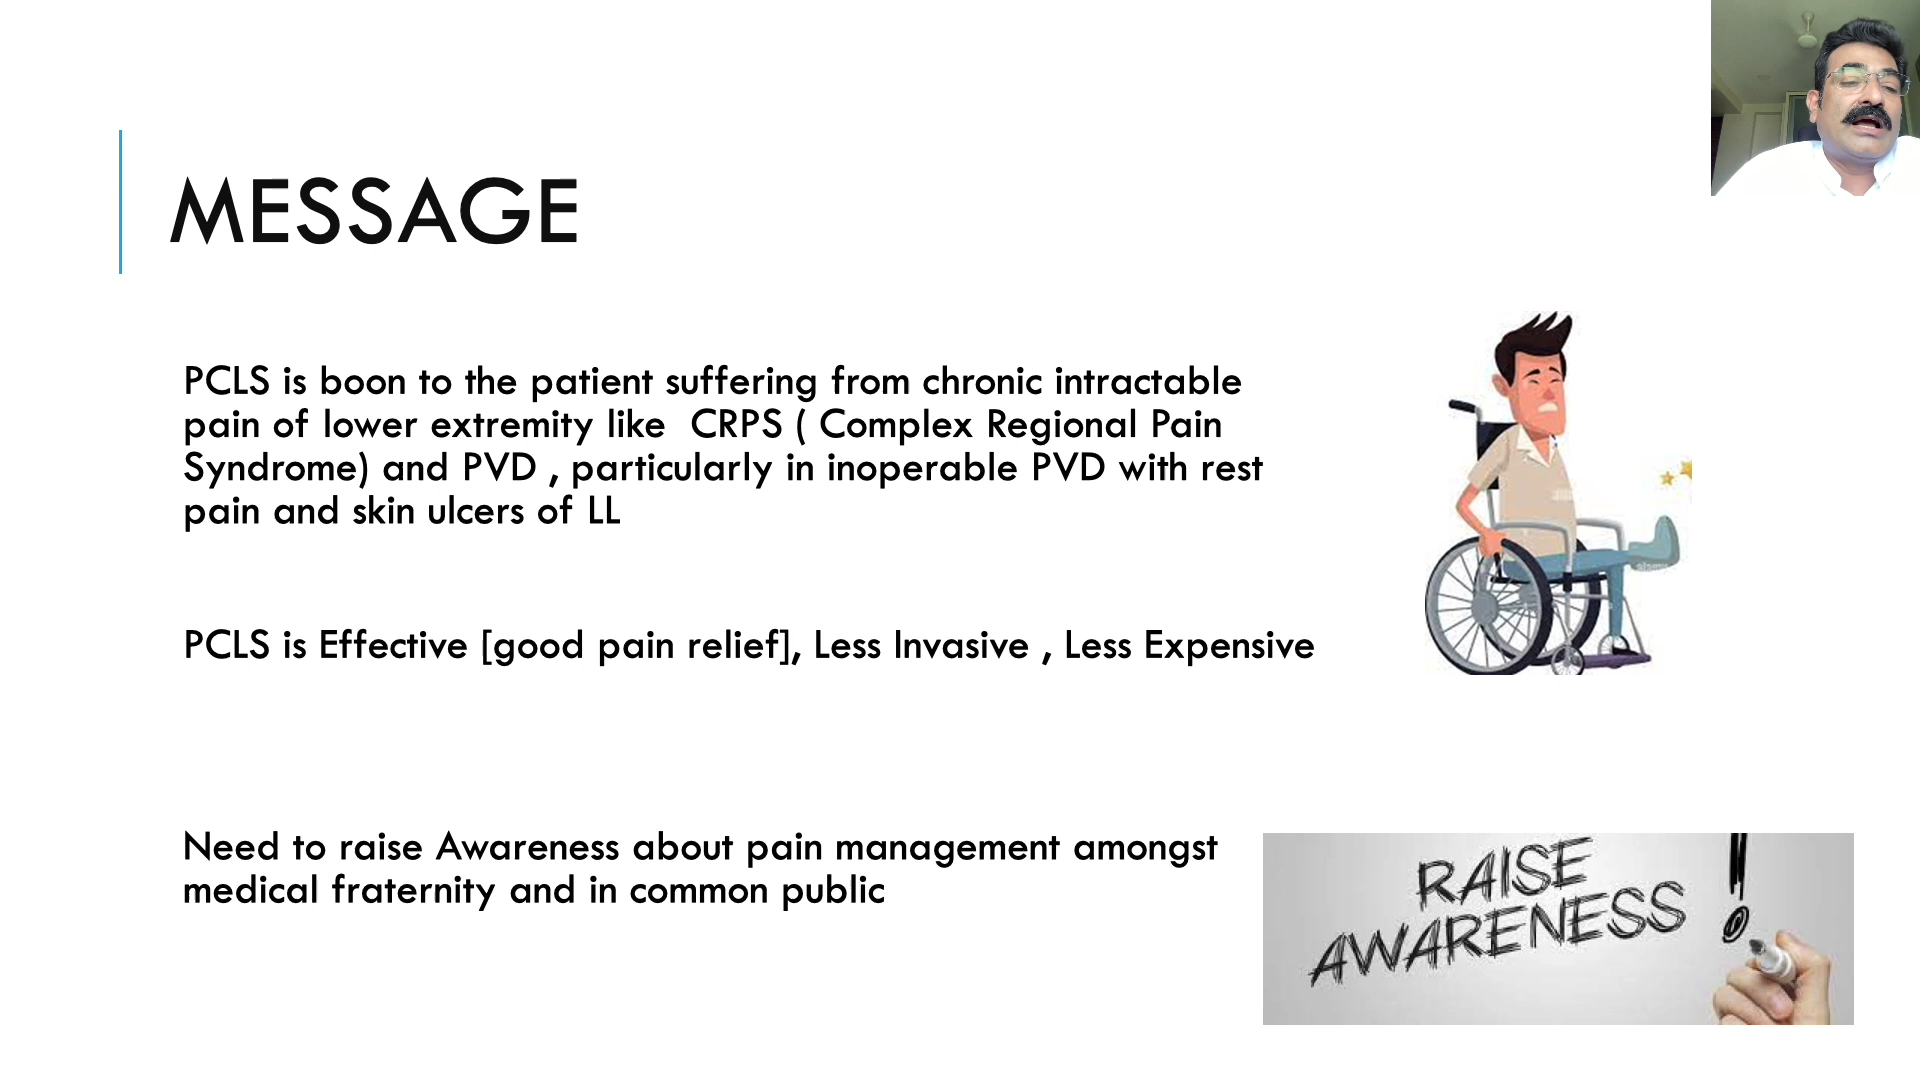 MESSAGE
PCLS is boon to the patient suffering from chronic intractable
pain of lower extremity like CRPS ( Complex Regional Pain
Syndrome) and PVD , particularly in inoperable PVD with rest
pain and skin ulcers of LL
PCLS is Effective [good pain relief], Less Invasive , Less Expensive
Need to raise Awareness about pain management amongst
medical fraternity and in common public
RAISE
AWARENESS !